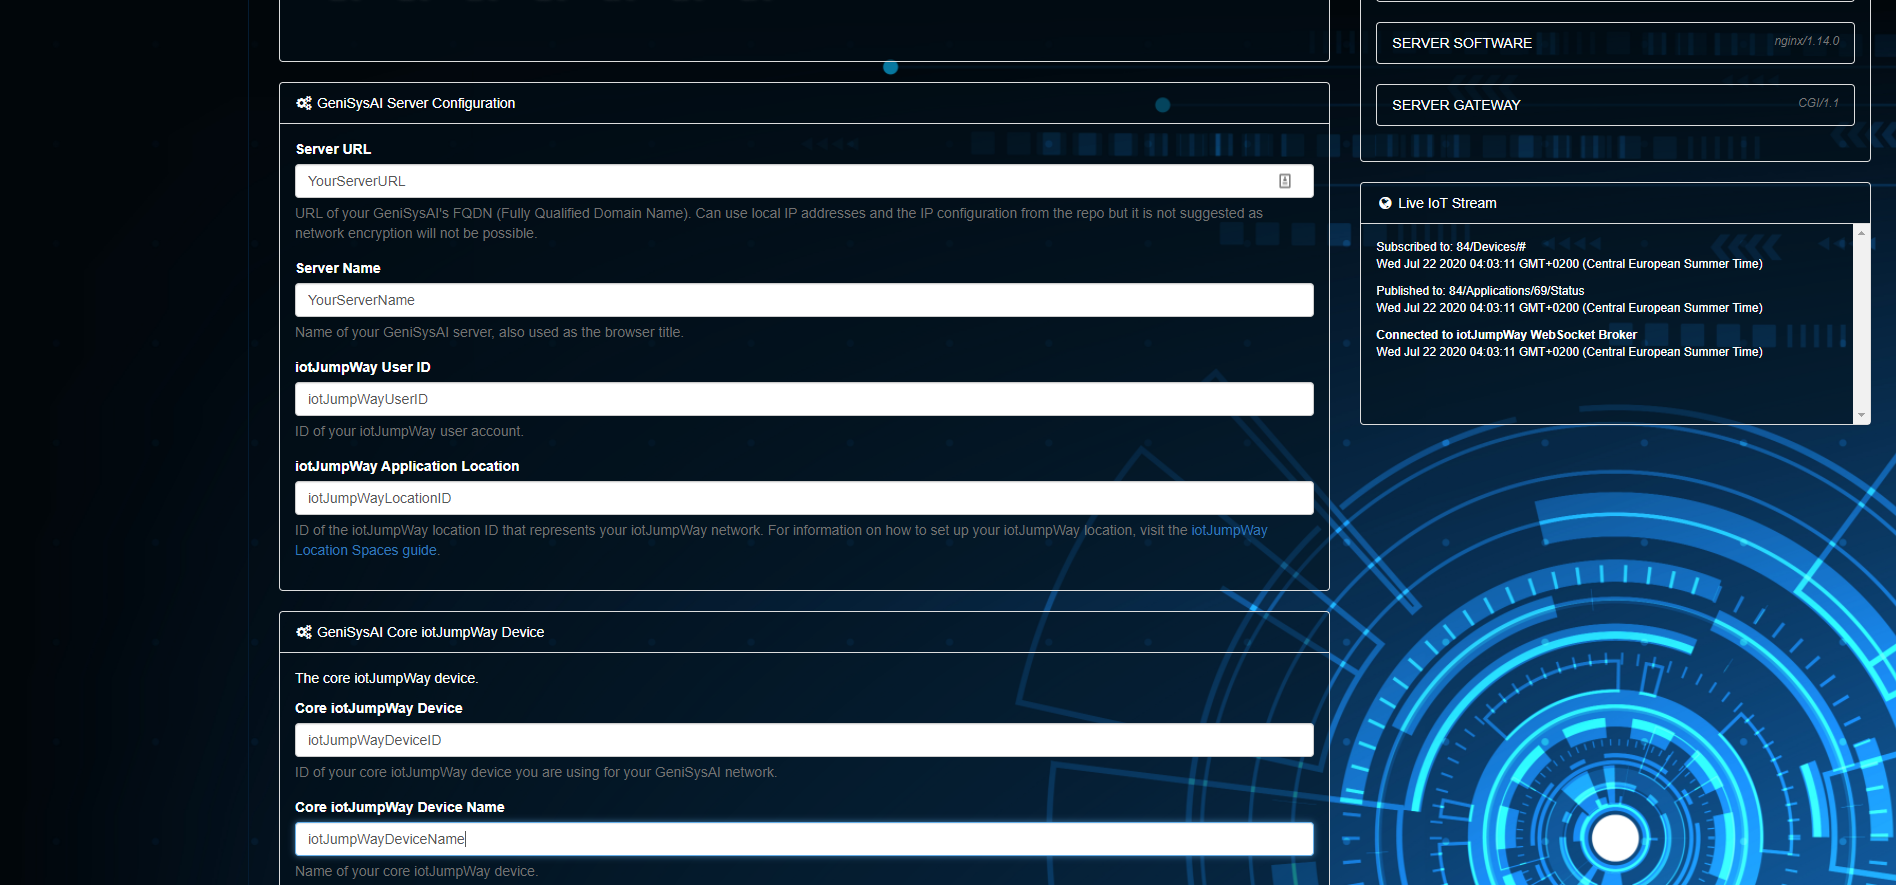 GeniSysAI Server Configuration
Server URL
YourServerURL
URL of your GeniSysAI's FQDN (Fully Qualified Domain Name). Can use local IP addresses and the IP configuration from the repo but it is not suggested as
network encryption will not be possible.
Server Name
YourServerName
Name of your GeniSysAI server, also used as the browser title.
iotJumpWay User ID
iotJumpWayUserID
ID of your iotJumpWay user account.
iotJumpWay Application Location
iotJumpWayLocationID
ID of the iotJumpWay location ID that represents your iotJumpWay network. For information on how to set up your iotJumpWay location, visit the iotJumpWay
Location Spaces guide.
GeniSysAI Core iotJumpWay Device
The core iotJumpWay device.
Core iotJumpWay Device
iotJumpWayDeviceID
ID of your core iotJumpWay device you are using for your GeniSysAI network.
Core iotJumpWay Device Name
iotJumpWayDeviceName
Name of your core iotJumpWay device.
SERVER SOFTWARE nginx/1.14.0
SERVER GATEWAY CGI/1.1
Live IoT Stream
Subscribed to: 84/Devices/#
Wed Jul 22 2020 04:03:11 GMT+0200 (Central European Summer Time)
Published to: 84/Applications/69/Status
Wed Jul 22 2020 04:03:11 GMT+0200 (Central European Summer Time)
Connected to iotJumpWay WebSocket Broker
Wed Jul 22 2020 04:03:11 GMT+0200 (Central European Summer Time)